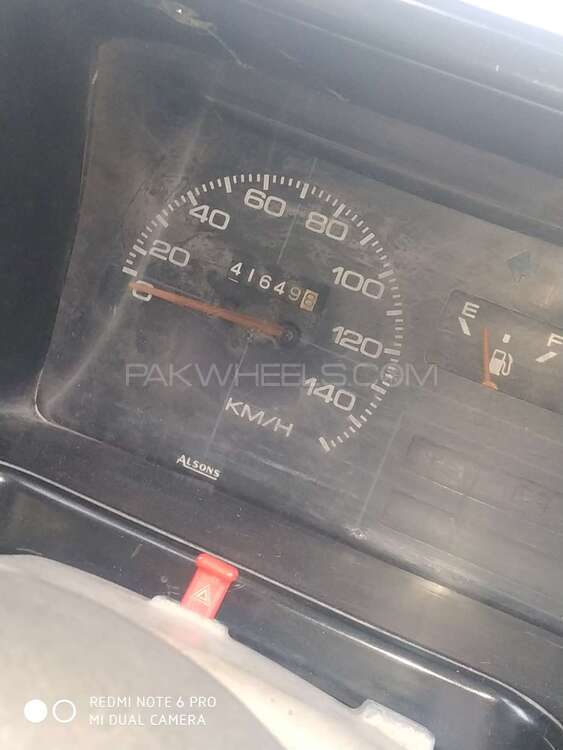 0
20
40
60
80
100
120
140
41649
KM/H
E
F
ALSONS
PAKWHEELS.COM
REDMI NOTE 6 PRO
MI DUAL CAMERA